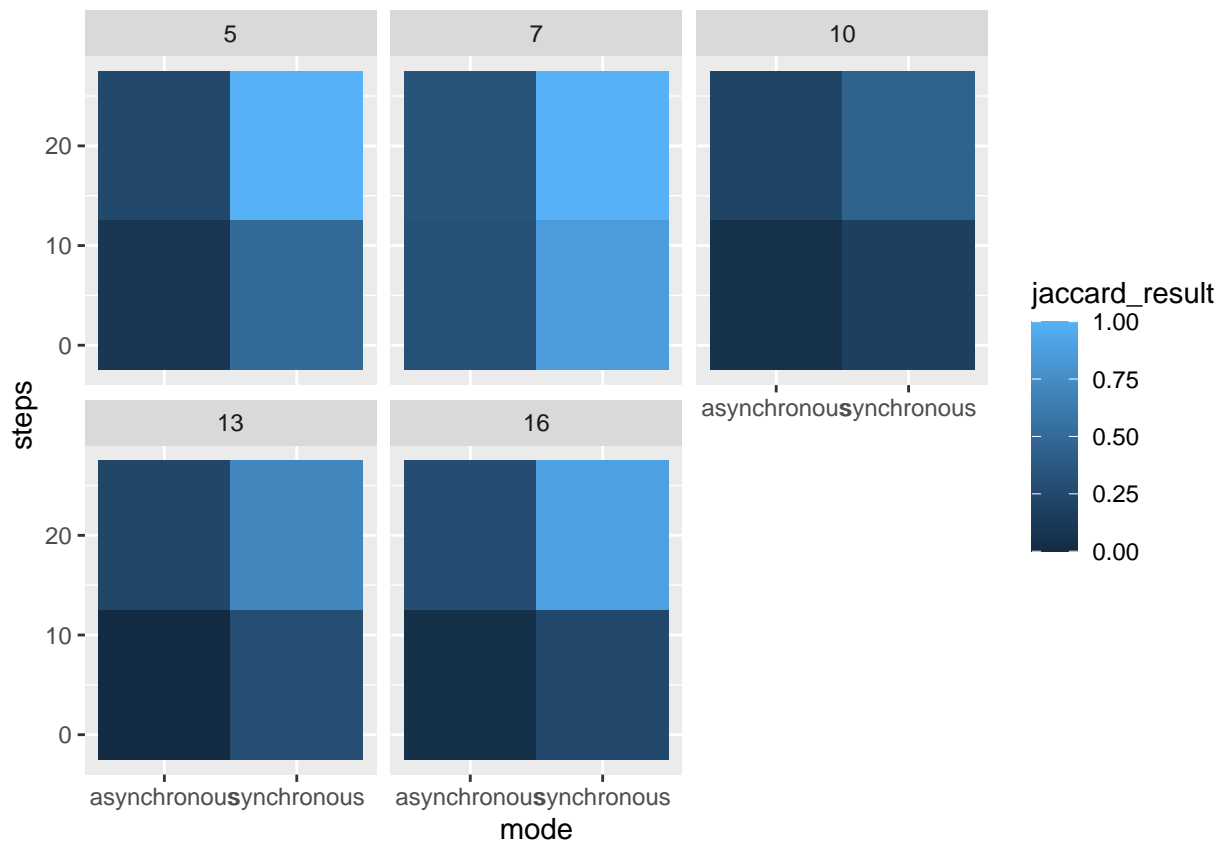 5
7
10
20
10
0
asynchronous
synchronous
13
16
20
10
0
asynchronous
synchronous
asynchronous
synchronous
steps
mode
jaccard_result
1.00
0.75
0.50
0.25
0.00